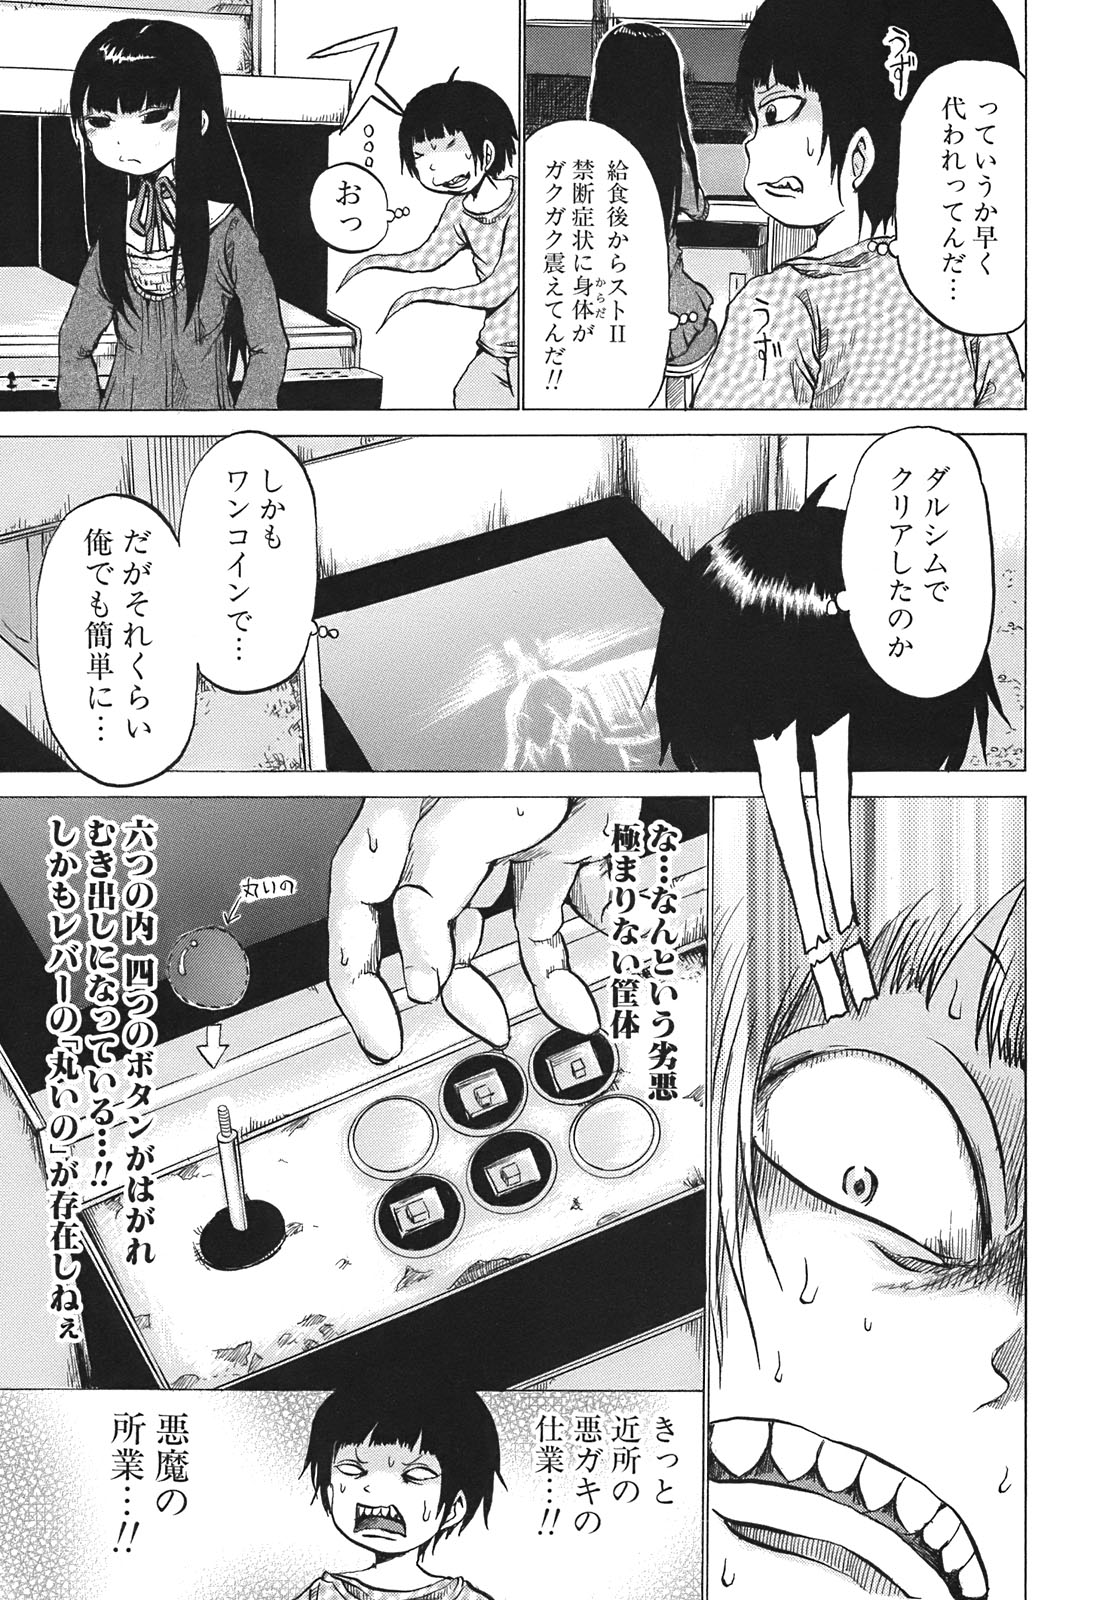 っていうか早く
代われってんだ…
うず
うず
給食後からストⅡ
禁断症状に身体が
からだ
ガクガク震えてんだ!!
ス
おっ
ダルシムで
クリアしたのか
しかも
ワンコインで…
だがそれくらい
俺でも簡単に…
な…なんという劣悪
極まりない筐体
丸いの
六つの内 四つのボタンがはがれ
むき出しになっている…!!
しかもレバーの「丸いの」が存在しねぇ
きっと
近所の
悪ガキの
仕業…!!
悪魔の
所業…!!